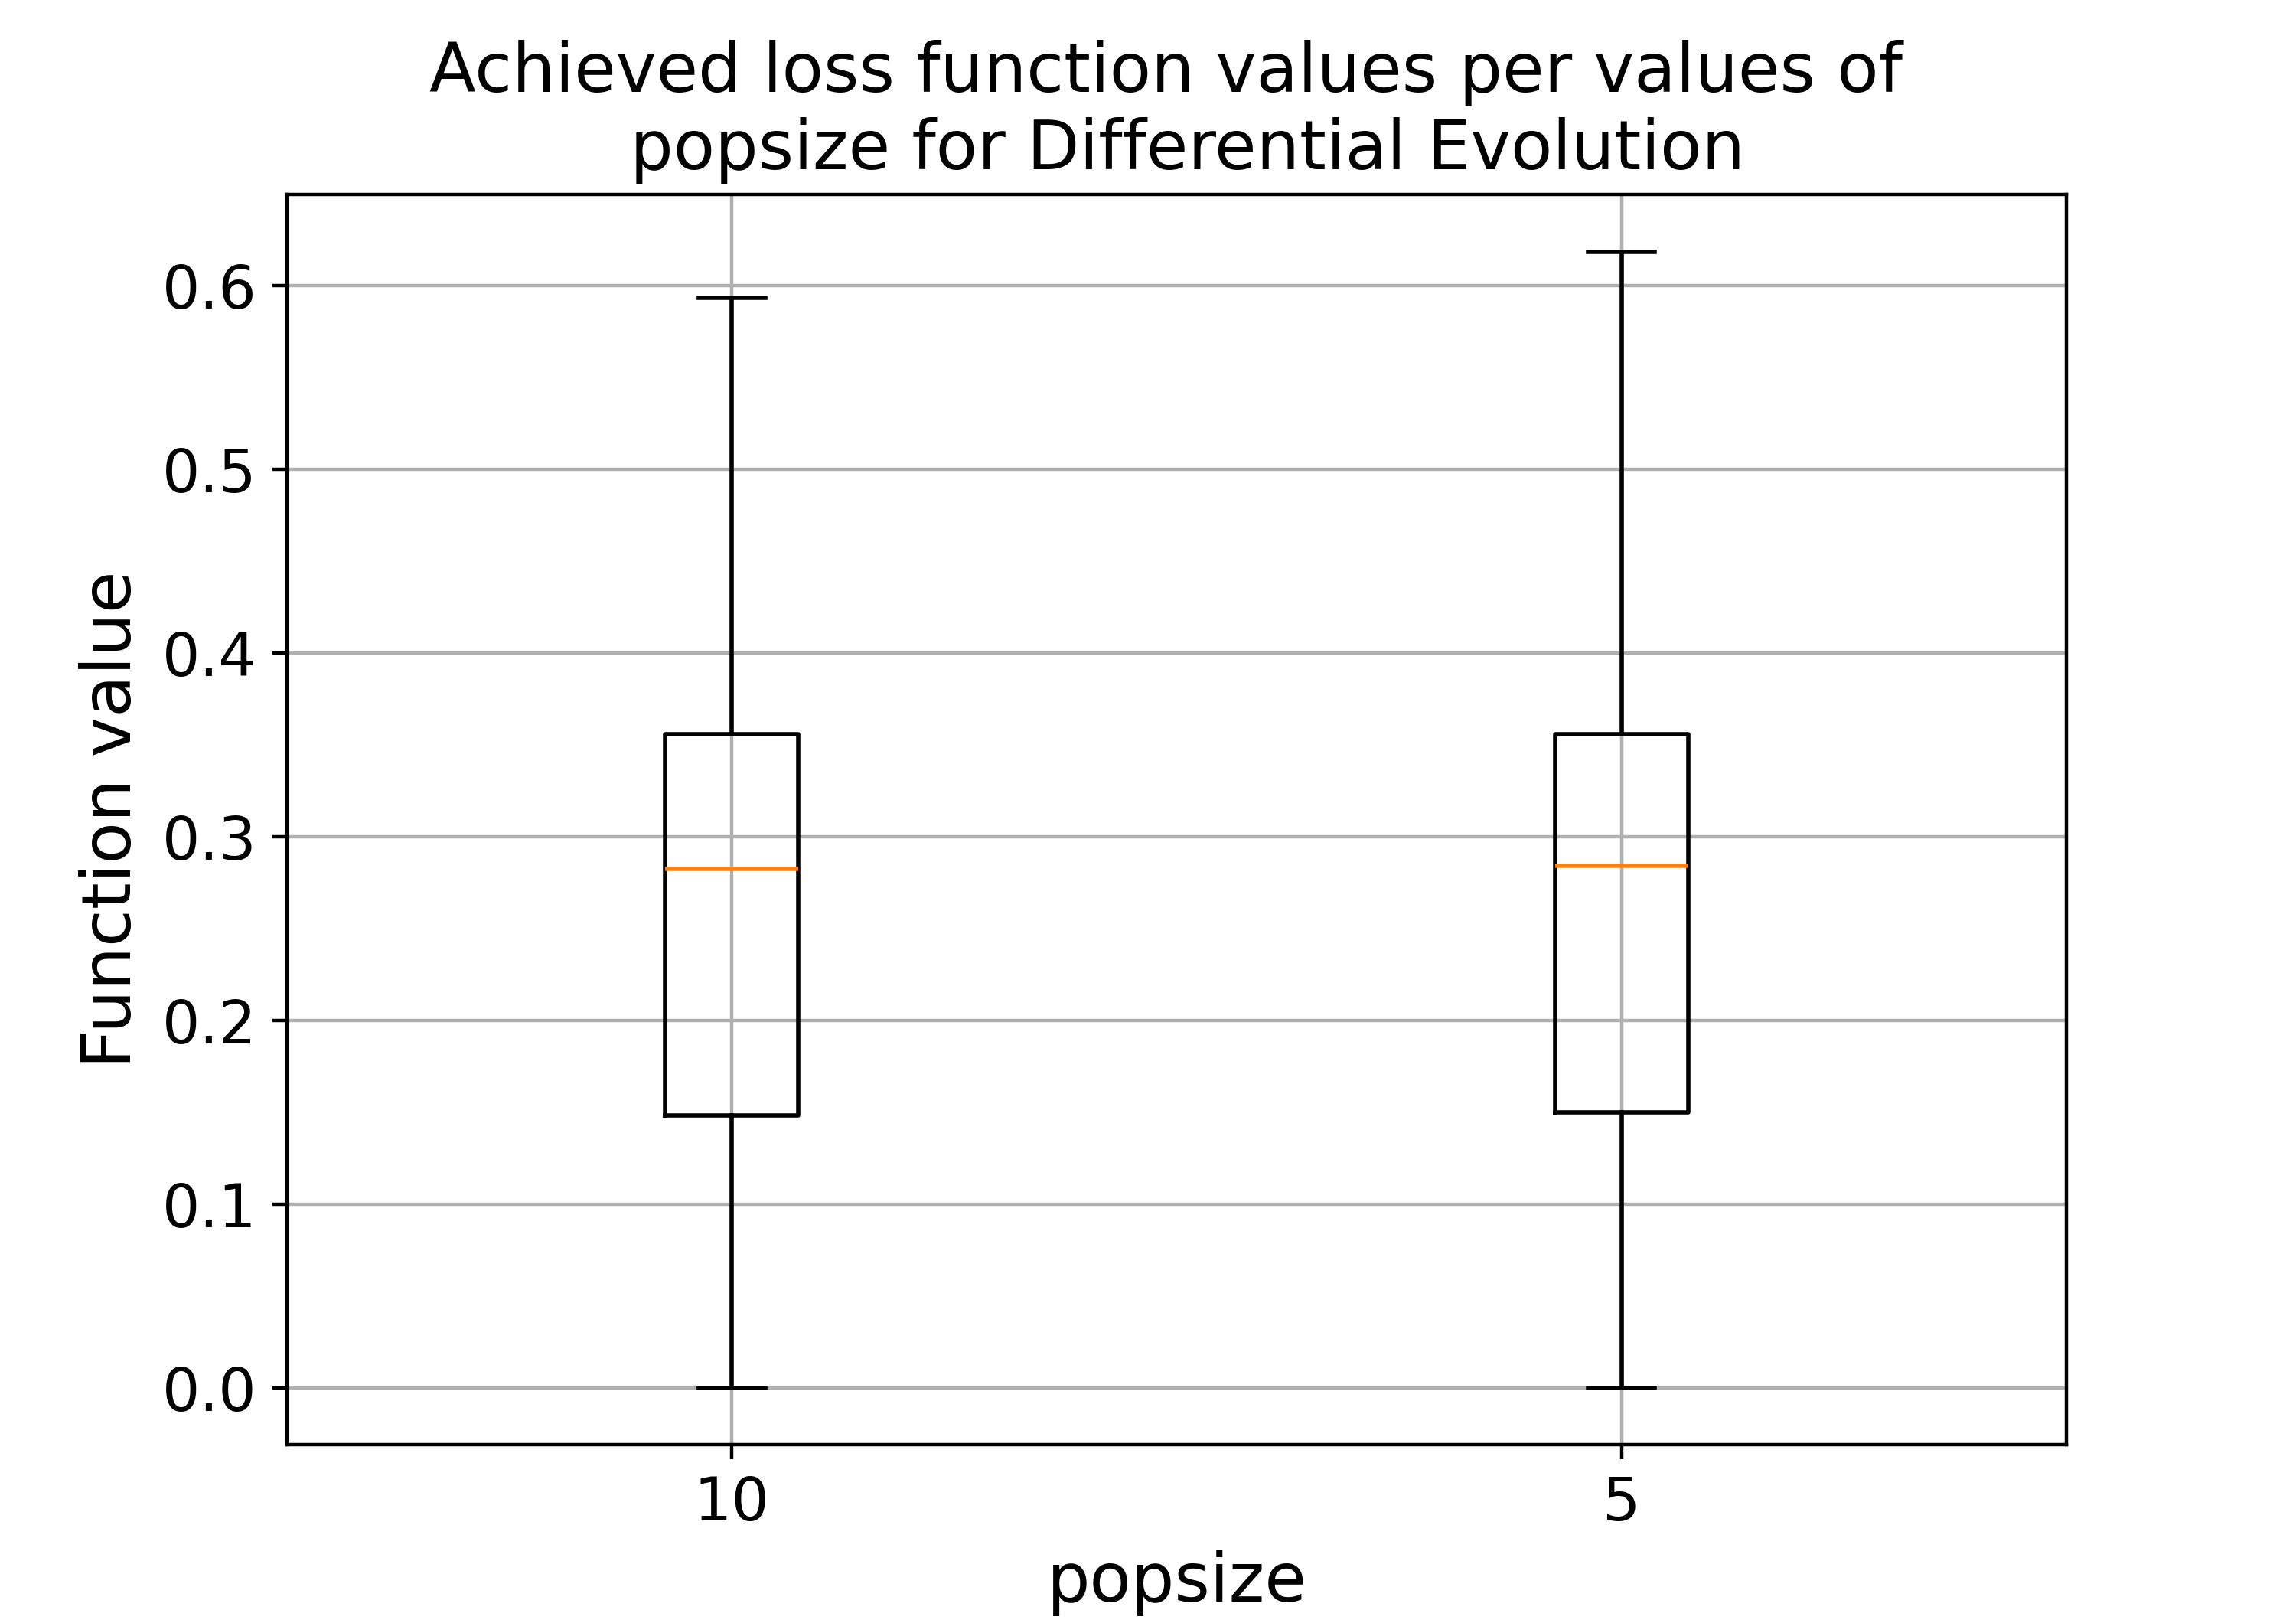 Achieved loss function values per values of
popsize for Differential Evolution
Function value
0.6
0.5
0.4
0.3
0.2
0.1
0.0
10 5
popsize